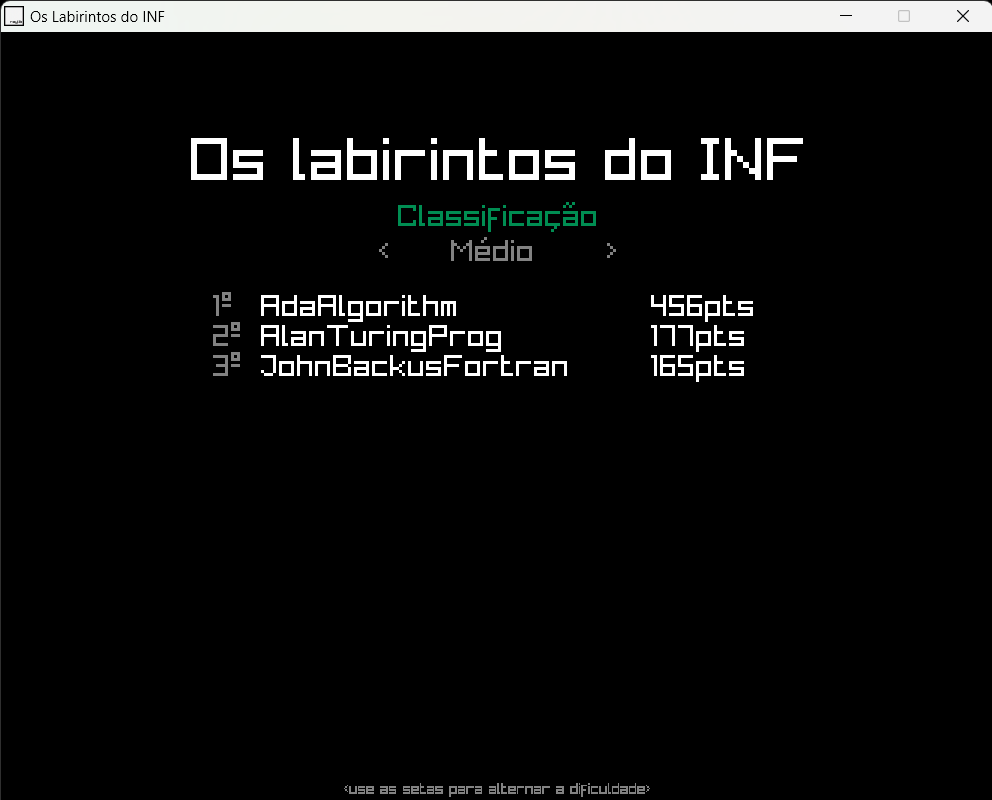 Os Labirintos do INF
Os labirintos do INF
Classificação
< Médio >
1º AdaAlgorithm 456pts
2º AlanTuringProg 177pts
3º JohnBackusFortran 165pts
<use as setas para alternar a dificuldade>